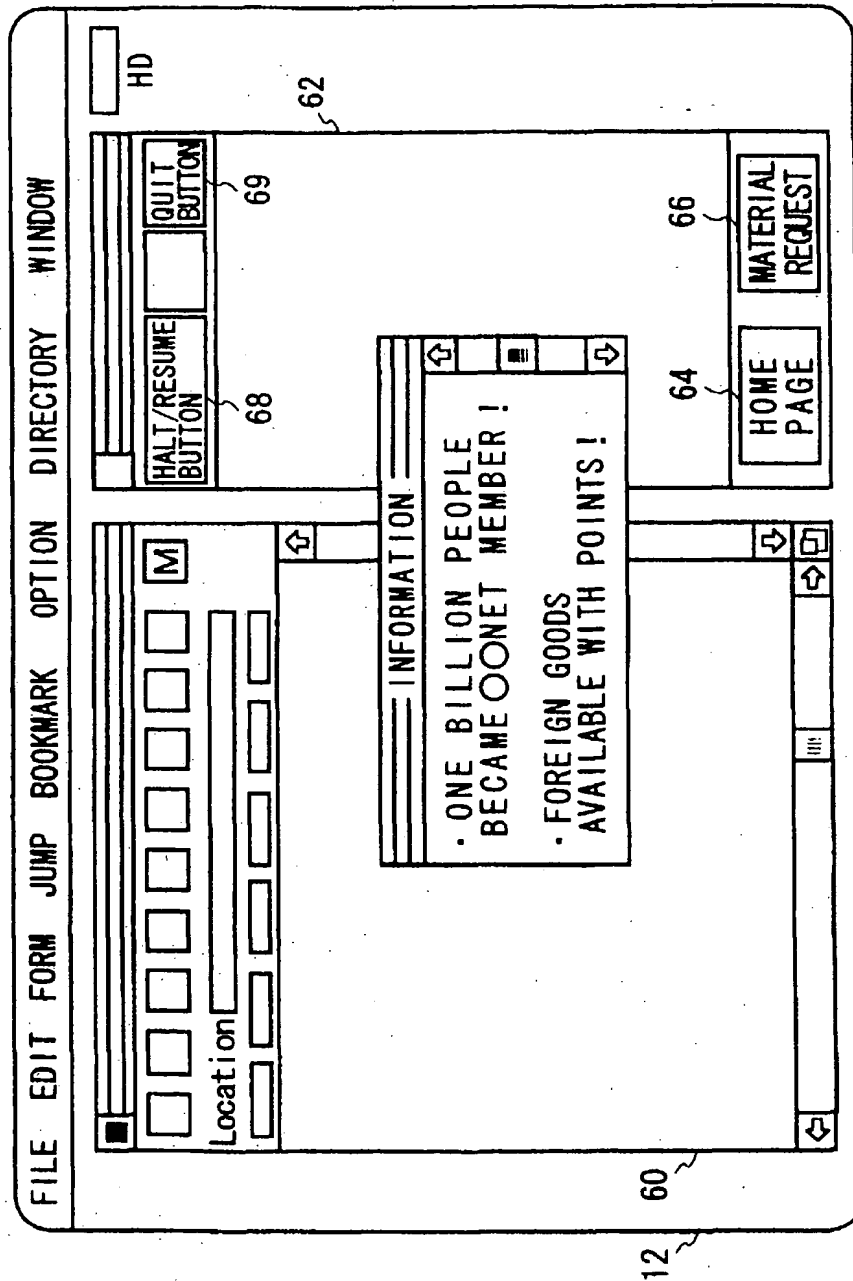 FILE EDIT FORM JUMP BOOKMARK OPTION DIRECTORY WINDOW
HD
M
Location
HALT/RESUME
BUTTON
QUIT
BUTTON
68
69
62
INFORMATION
· ONE BILLION PEOPLE
BECAME ○○NET MEMBER!
· FOREIGN GOODS
AVAILABLE WITH POINTS!
64
66
HOME
PAGE
MATERIAL
REQUEST
60
12